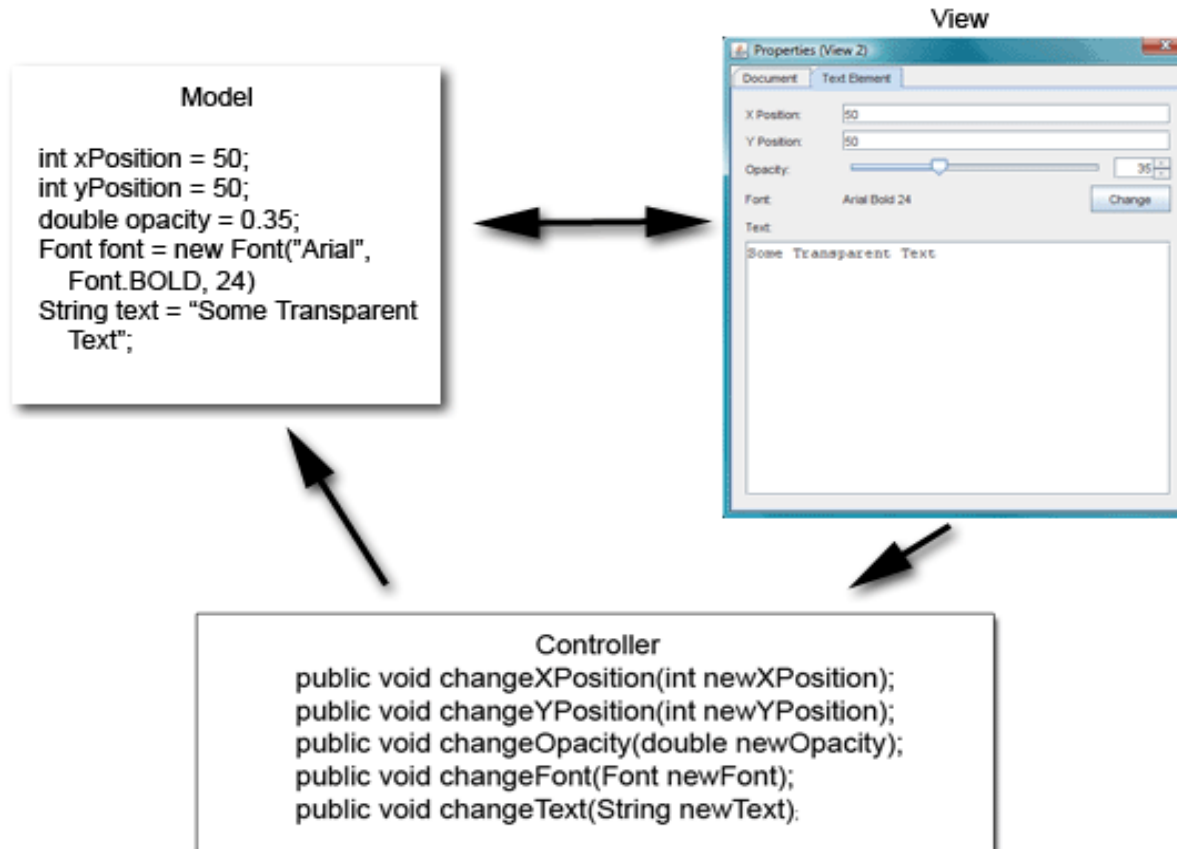 Model
int xPosition = 50;
int yPosition = 50;
double opacity = 0.35;
Font font = new Font("Arial",
Font.BOLD, 24)
String text = “Some Transparent
Text”;
View
Properties (View 2)
Document Text Element
X Position: 50
Y Position: 50
Opacity: 35
Font: Arial Bold 24 Change
Text:
Some Transparent Text
Controller
public void changeXPosition(int newXPosition);
public void changeYPosition(int newYPosition);
public void changeOpacity(double newOpacity);
public void changeFont(Font newFont);
public void changeText(String newText);